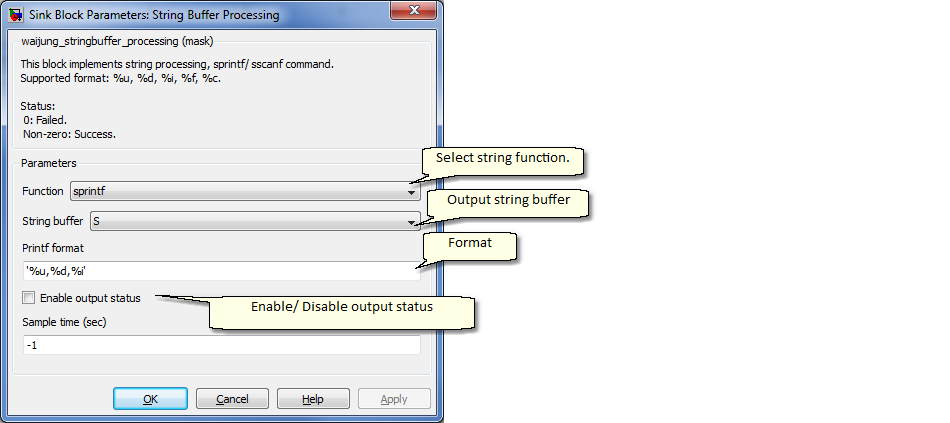 Sink Block Parameters: String Buffer Processing
waijung_stringbuffer_processing (mask)
This block implements string processing, sprintf/ sscanf command.
Supported format: %u, %d, %i, %f, %c.
Status:
0: Failed.
Non-zero: Success.
Parameters
Select string function.
Function sprintf
Output string buffer
String buffer S
Format
Printf format
'%u,%d,%i'
Enable output status
Enable/ Disable output status
Sample time (sec)
-1
OK Cancel Help Apply